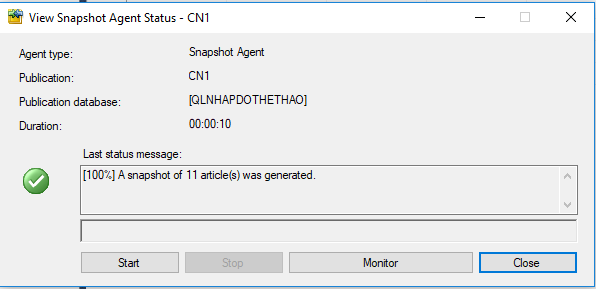 View Snapshot Agent Status - CN1
Agent type: Snapshot Agent
Publication: CN1
Publication database: [QLNHAPDOTHETHAO]
Duration: 00:00:10
Last status message:
[100%] A snapshot of 11 article(s) was generated.
Start Stop Monitor Close